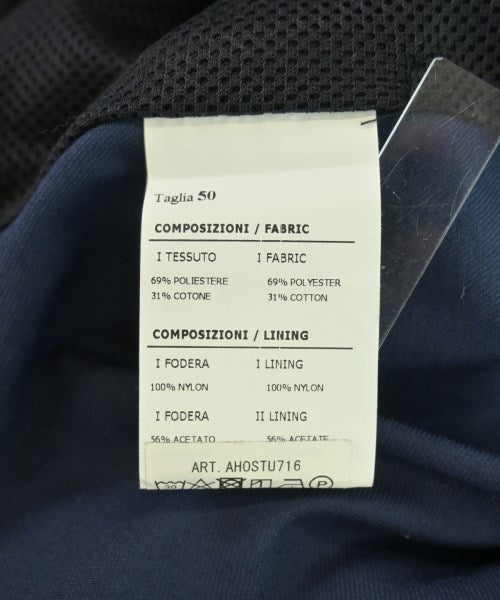 Taglia 50
COMPOSIZIONI / FABRIC
I TESSUTO I FABRIC
69% POLIESTERE 69% POLYESTER
31% COTONE 31% COTTON
COMPOSIZIONI / LINING
I FODERA I LINING
100% NYLON 100% NYLON
I FODERA II LINING
56% ACETATO 56% ACETATE
ART. AHOSTU716
30 P